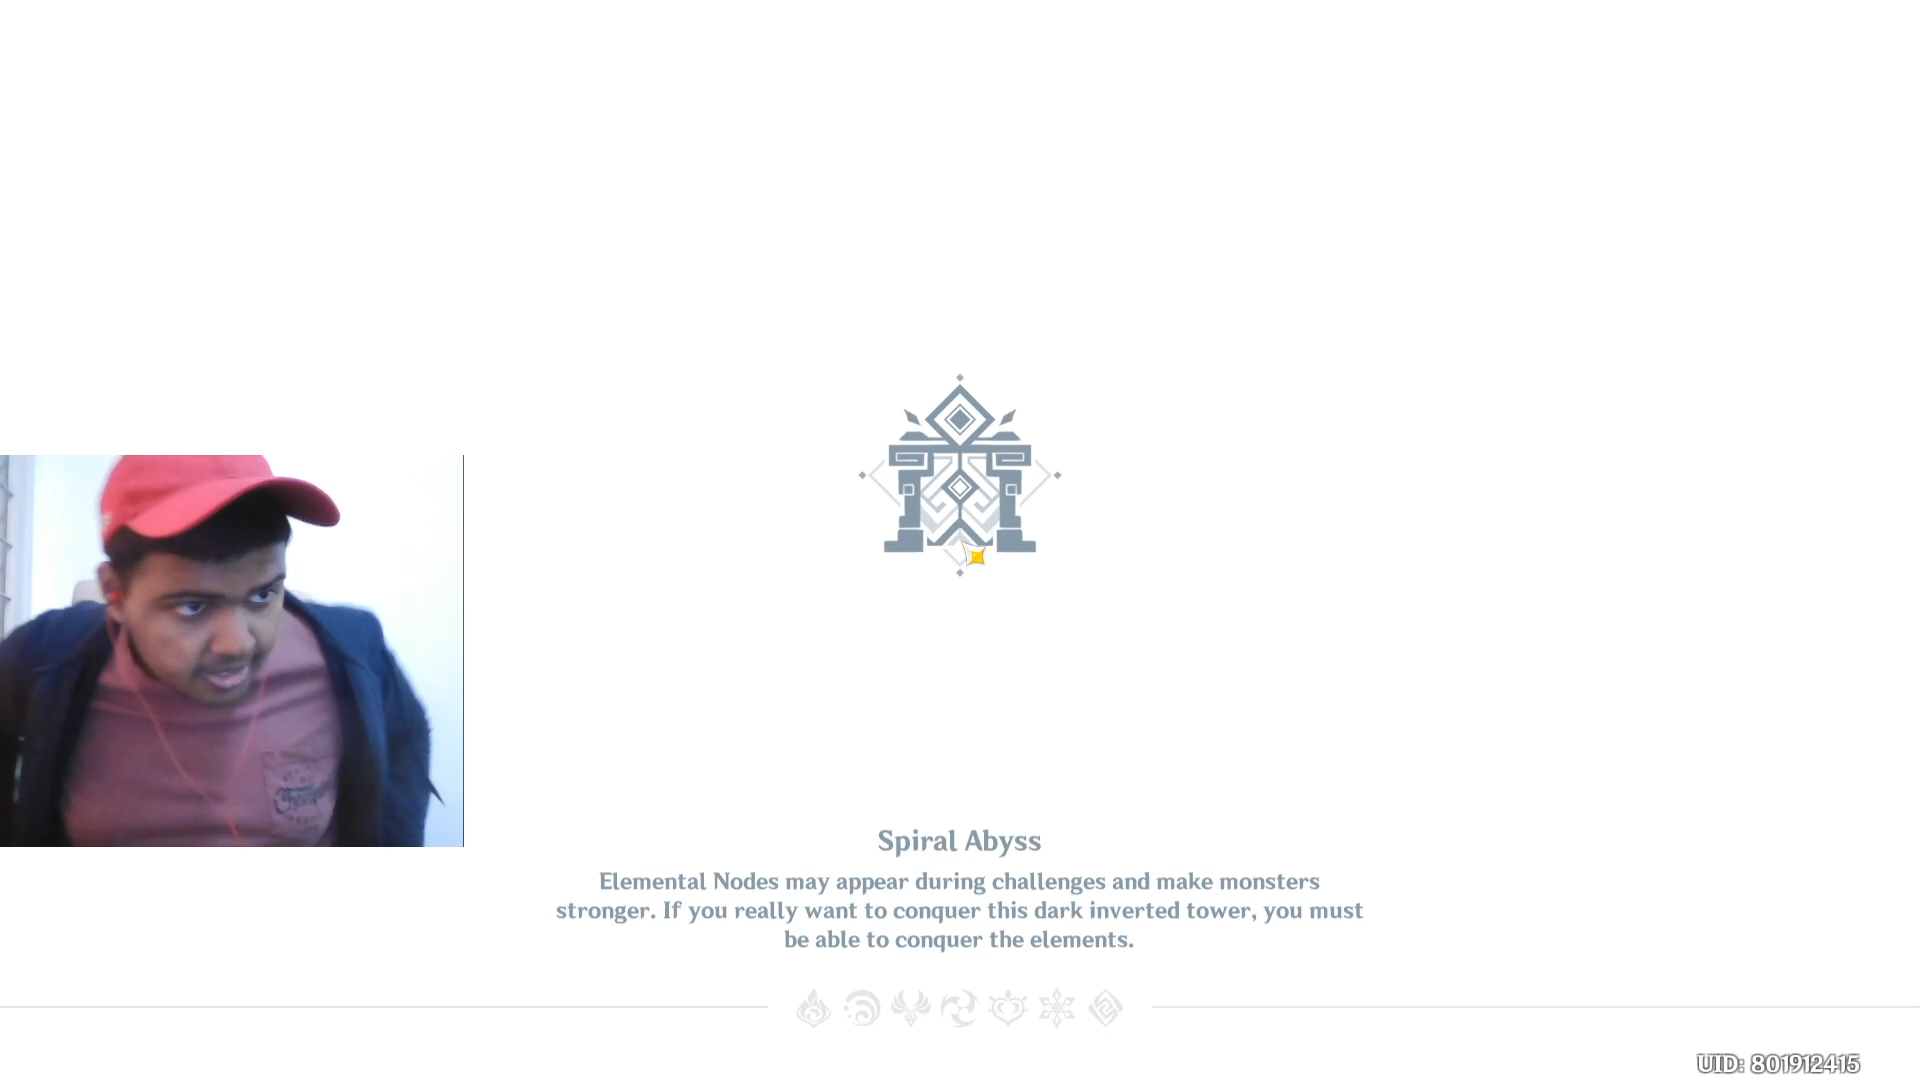 Spiral Abyss
Elemental Nodes may appear during challenges and make monsters
stronger. If you really want to conquer this dark inverted tower, you must
be able to conquer the elements.
UID: 801912415